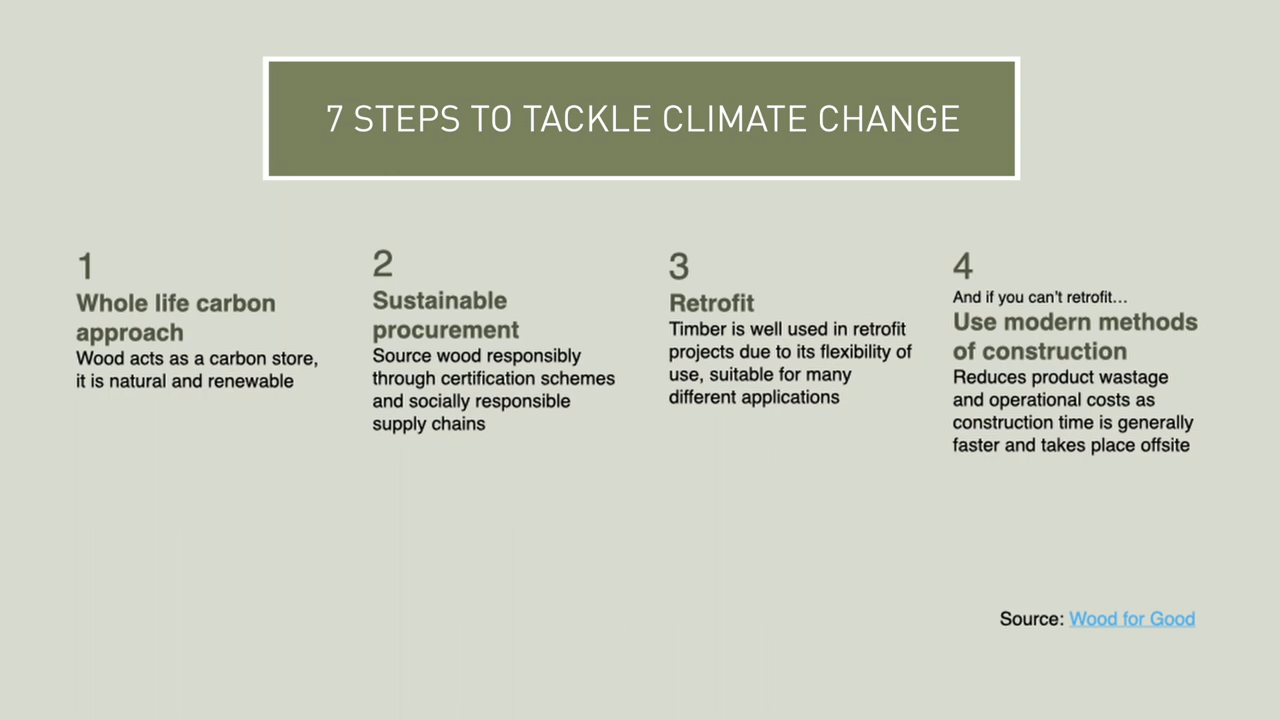 7 STEPS TO TACKLE CLIMATE CHANGE
1
Whole life carbon
approach
Wood acts as a carbon store,
it is natural and renewable
2
Sustainable
procurement
Source wood responsibly
through certification schemes
and socially responsible
supply chains
3
Retrofit
Timber is well used in retrofit
projects due to its flexibility of
use, suitable for many
different applications
4
And if you can't retrofit...
Use modern methods
of construction
Reduces product wastage
and operational costs as
construction time is generally
faster and takes place offsite
Source: Wood for Good